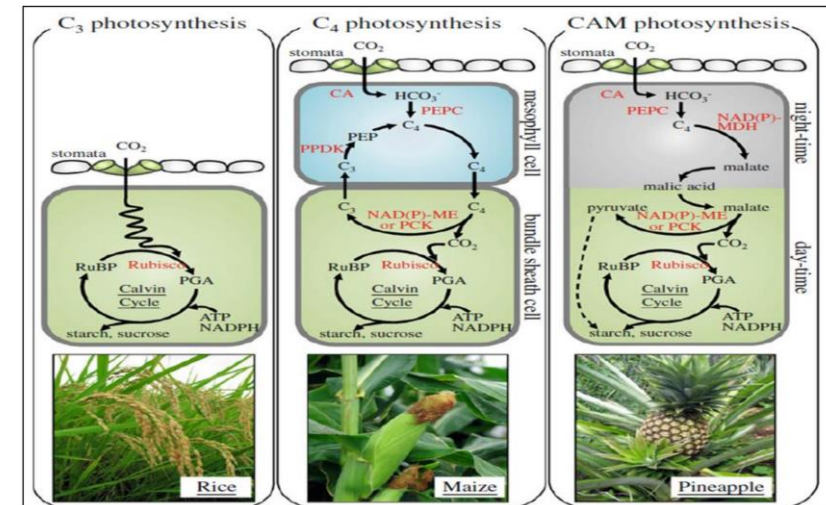 C₃ photosynthesis
stomata
CO₂
RuBP
Rubisco
PGA
Calvin
Cycle
ATP
NADPH
starch, sucrose
Rice
C₄ photosynthesis
stomata
CO₂
CA
HCO₃⁻
PEPC
PEP
C₄
PPDK
C₃
C₄
mesophyll cell
C₃
C₄
NAD(P)-ME
or PCK
CO₂
RuBP
Rubisco
PGA
Calvin
Cycle
ATP
NADPH
starch, sucrose
bundle sheath cell
Maize
CAM photosynthesis
stomata
CO₂
CA
HCO₃⁻
PEPC
NAD(P)-
MDH
C₄
malate
malic acid
night-time
pyruvate
malate
NAD(P)-ME
or PCK
CO₂
RuBP
Rubisco
PGA
Calvin
Cycle
ATP
NADPH
starch, sucrose
day-time
Pineapple